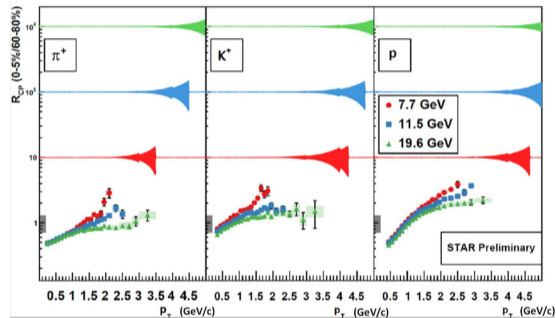 R_CP (0-5%/60-80%)
10³
10²
10
1
π⁺
K⁺
p
7.7 GeV
11.5 GeV
19.6 GeV
STAR Preliminary
0.5 1 1.5 2 2.5 3 3.5 4 4.5
0.5 1 1.5 2 2.5 3 3.5 4 4.5
0.5 1 1.5 2 2.5 3 3.5 4 4.5
p_T (GeV/c)
p_T (GeV/c)
p_T (GeV/c)